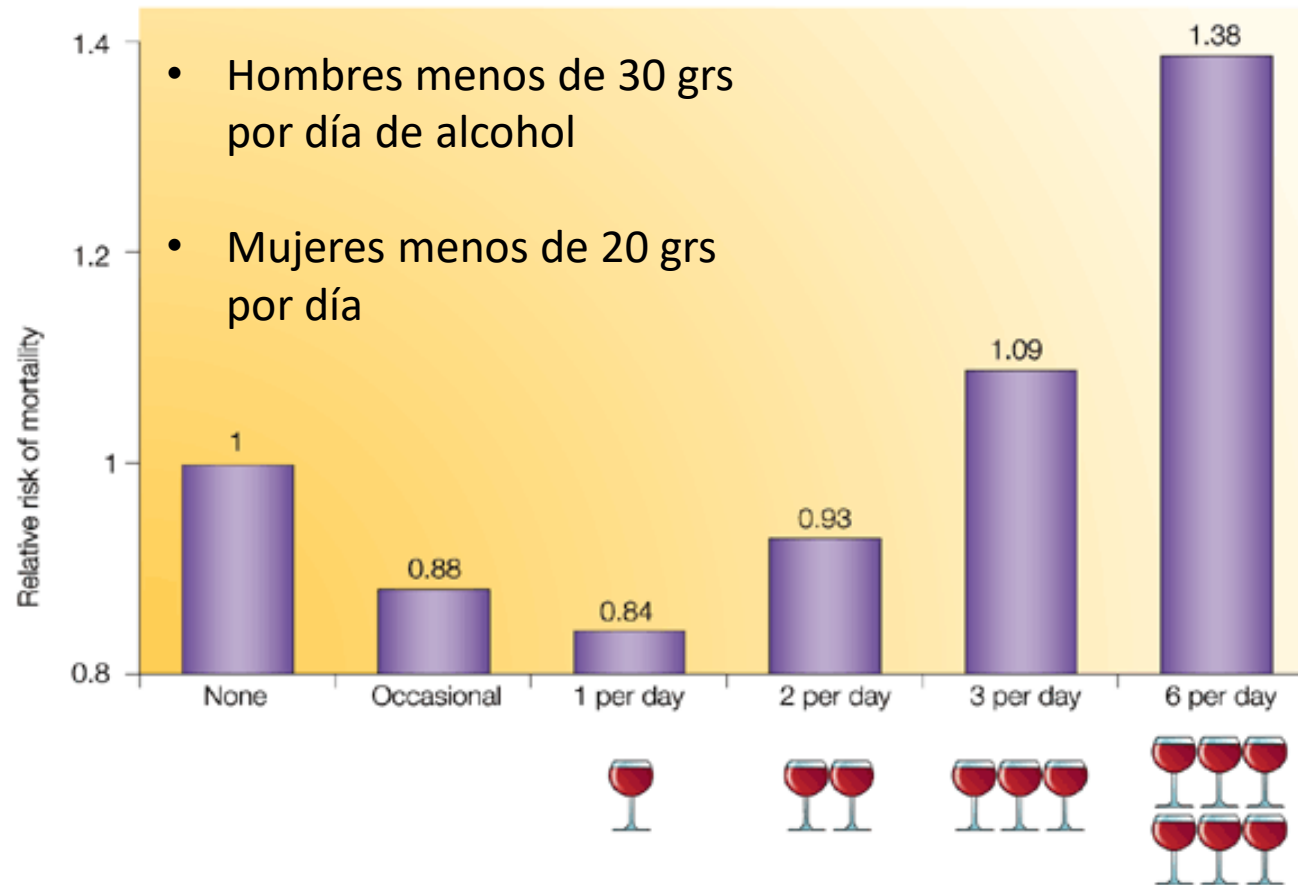 1.4
1.2
1
0.8
Relative risk of mortaility
• Hombres menos de 30 grs
por día de alcohol
• Mujeres menos de 20 grs
por día
1
0.88
0.84
0.93
1.09
1.38
None
Occasional
1 per day
2 per day
3 per day
6 per day